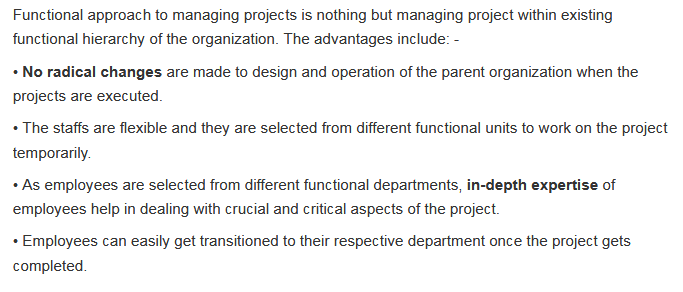 Functional approach to managing projects is nothing but managing project within existing
functional hierarchy of the organization. The advantages include: -
• No radical changes are made to design and operation of the parent organization when the
projects are executed.
• The staffs are flexible and they are selected from different functional units to work on the project
temporarily.
• As employees are selected from different functional departments, in-depth expertise of
employees help in dealing with crucial and critical aspects of the project.
• Employees can easily get transitioned to their respective department once the project gets
completed.